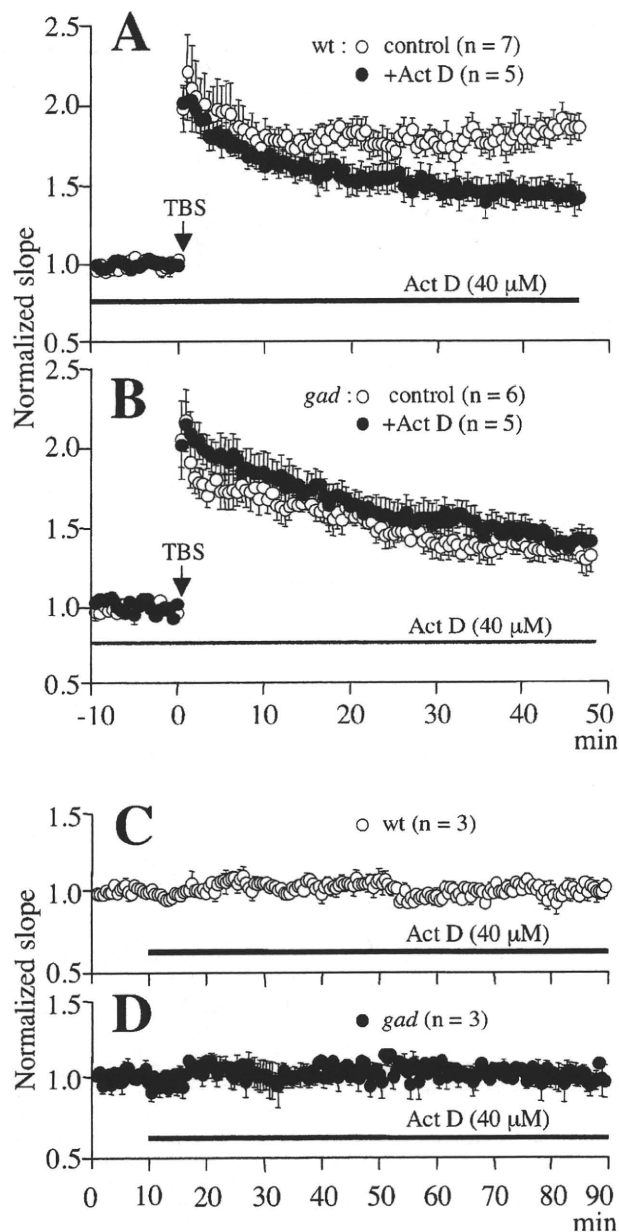 A
2.5
2.0
1.5
1.0
0.5
wt : ○ control (n = 7)
● +Act D (n = 5)
TBS
Act D (40 μM)
Normalized slope
B
2.5
2.0
1.5
1.0
0.5
gad : ○ control (n = 6)
● +Act D (n = 5)
TBS
Act D (40 μM)
-10 0 10 20 30 40 50
min
C
1.5
1.0
0.5
○ wt (n = 3)
Act D (40 μM)
Normalized slope
D
1.5
1.0
0.5
● gad (n = 3)
Act D (40 μM)
0 10 20 30 40 50 60 70 80 90
min